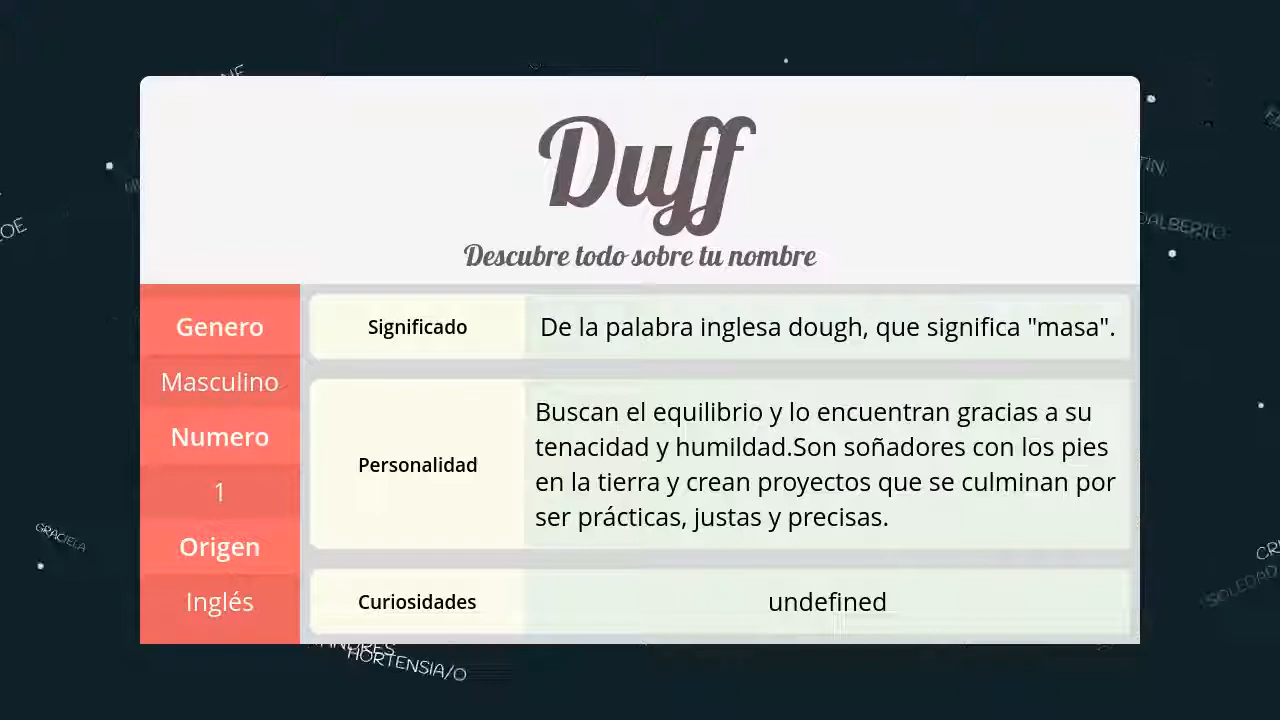 Duff
Descubre todo sobre tu nombre
Genero
Masculino
Numero
1
Origen
Inglés
Significado
De la palabra inglesa dough, que significa "masa".
Personalidad
Buscan el equilibrio y lo encuentran gracias a su
tenacidad y humildad.Son soñadores con los pies
en la tierra y crean proyectos que se culminan por
ser prácticas, justas y precisas.
Curiosidades
undefined
GRACIELA
HORTENSIA/O
SOLEDAD